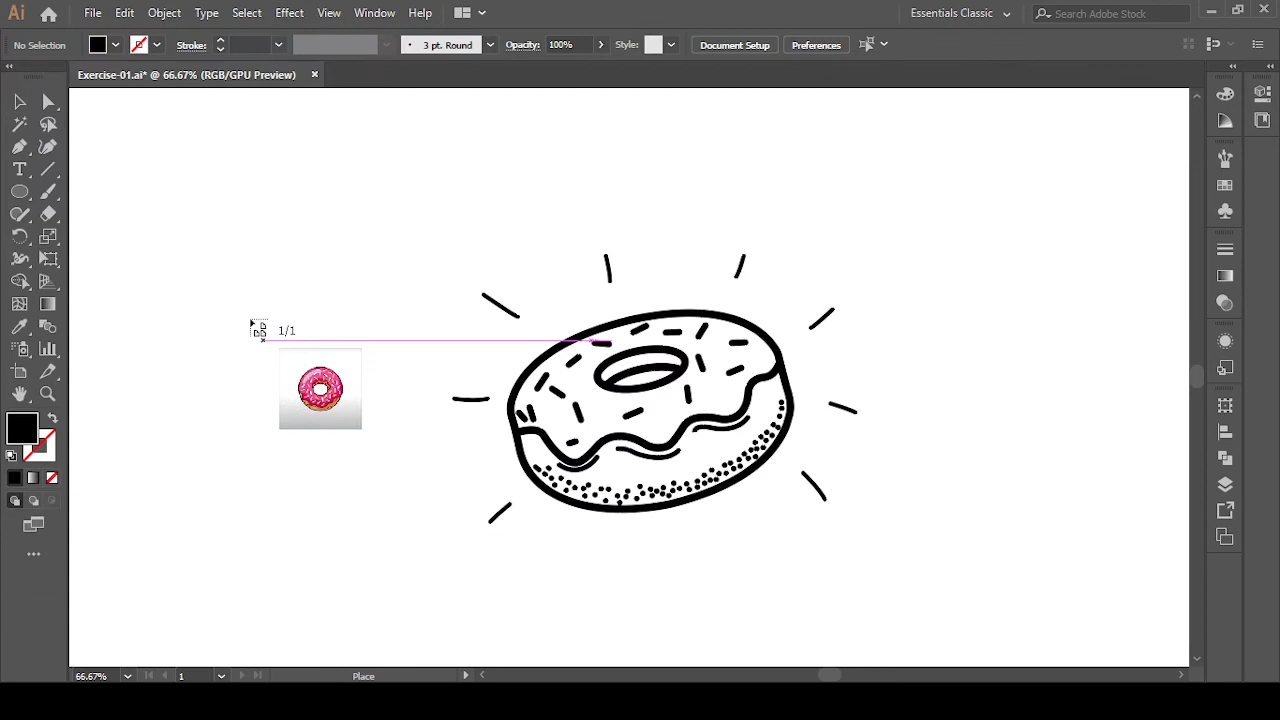 Ai File Edit Object Type Select Effect View Window Help Essentials Classic Search Adobe Stock
No Selection Stroke: 3 pt. Round Opacity: 100% Style: Document Setup Preferences
Exercise-01.ai* @ 66.67% (RGB/GPU Preview)
T
1/1
66.67% 1 Place